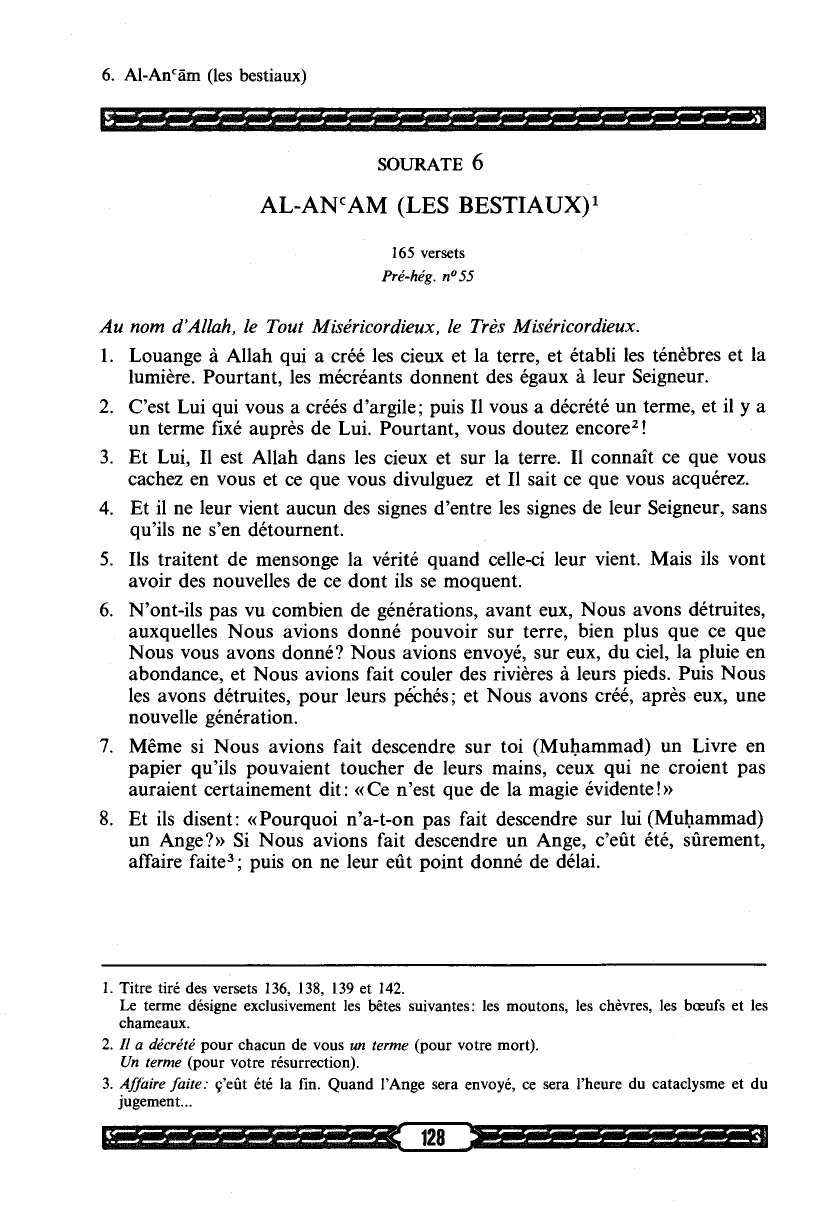 6. Al-Anᶜām (les bestiaux)
SOURATE 6
AL-ANᶜAM (LES BESTIAUX)¹
165 versets
Pré-hég. nº 55
Au nom d’Allah, le Tout Miséricordieux, le Très Miséricordieux.
1. Louange à Allah qui a créé les cieux et la terre, et établi les ténèbres et la
lumière. Pourtant, les mécréants donnent des égaux à leur Seigneur.
2. C’est Lui qui vous a créés d’argile; puis Il vous a décrété un terme, et il y a
un terme fixé auprès de Lui. Pourtant, vous doutez encore²!
3. Et Lui, Il est Allah dans les cieux et sur la terre. Il connaît ce que vous
cachez en vous et ce que vous divulguez et Il sait ce que vous acquérez.
4. Et il ne leur vient aucun des signes d’entre les signes de leur Seigneur, sans
qu’ils ne s’en détournent.
5. Ils traitent de mensonge la vérité quand celle-ci leur vient. Mais ils vont
avoir des nouvelles de ce dont ils se moquent.
6. N’ont-ils pas vu combien de générations, avant eux, Nous avons détruites,
auxquelles Nous avions donné pouvoir sur terre, bien plus que ce que
Nous vous avons donné? Nous avions envoyé, sur eux, du ciel, la pluie en
abondance, et Nous avions fait couler des rivières à leurs pieds. Puis Nous
les avons détruites, pour leurs péchés; et Nous avons créé, après eux, une
nouvelle génération.
7. Même si Nous avions fait descendre sur toi (Muḥammad) un Livre en
papier qu’ils pouvaient toucher de leurs mains, ceux qui ne croient pas
auraient certainement dit: «Ce n’est que de la magie évidente!»
8. Et ils disent: «Pourquoi n’a-t-on pas fait descendre sur lui (Muḥammad)
un Ange?» Si Nous avions fait descendre un Ange, c’eût été, sûrement,
affaire faite³; puis on ne leur eût point donné de délai.
1. Titre tiré des versets 136, 138, 139 et 142.
Le terme désigne exclusivement les bêtes suivantes: les moutons, les chèvres, les bœufs et les
chameaux.
2. Il a décrété pour chacun de vous un terme (pour votre mort).
Un terme (pour votre résurrection).
3. Affaire faite: ç’eût été la fin. Quand l’Ange sera envoyé, ce sera l’heure du cataclysme et du
jugement...
128